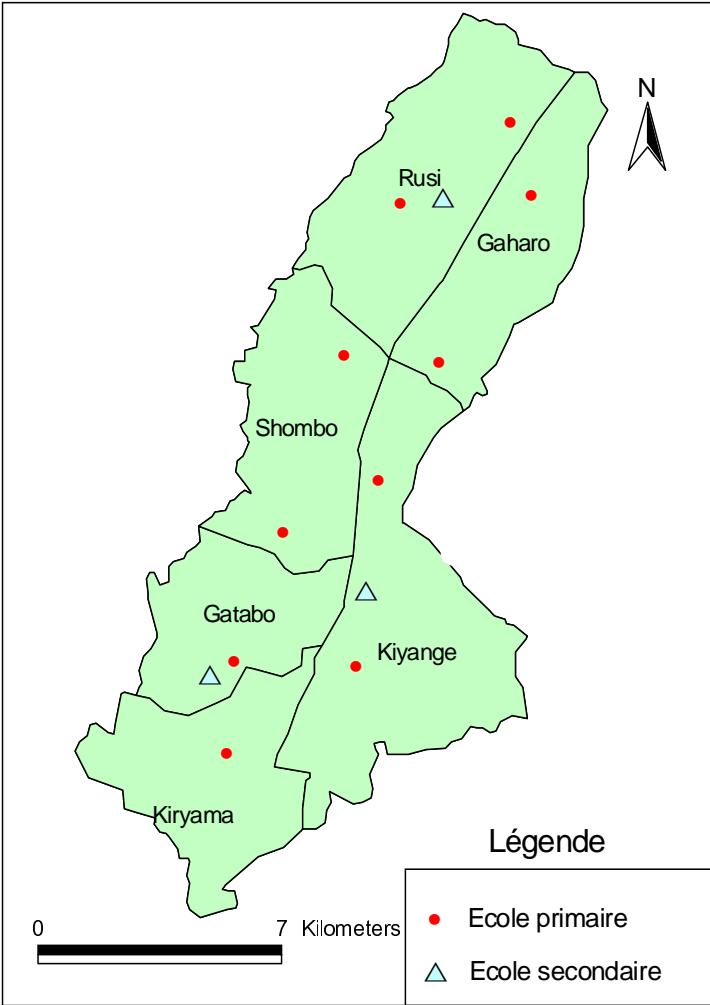 N
Rusi
Gaharo
Shombo
Gatabo
Kiyange
Kiryama
Légende
Ecole primaire
Ecole secondaire
0 7 Kilometers